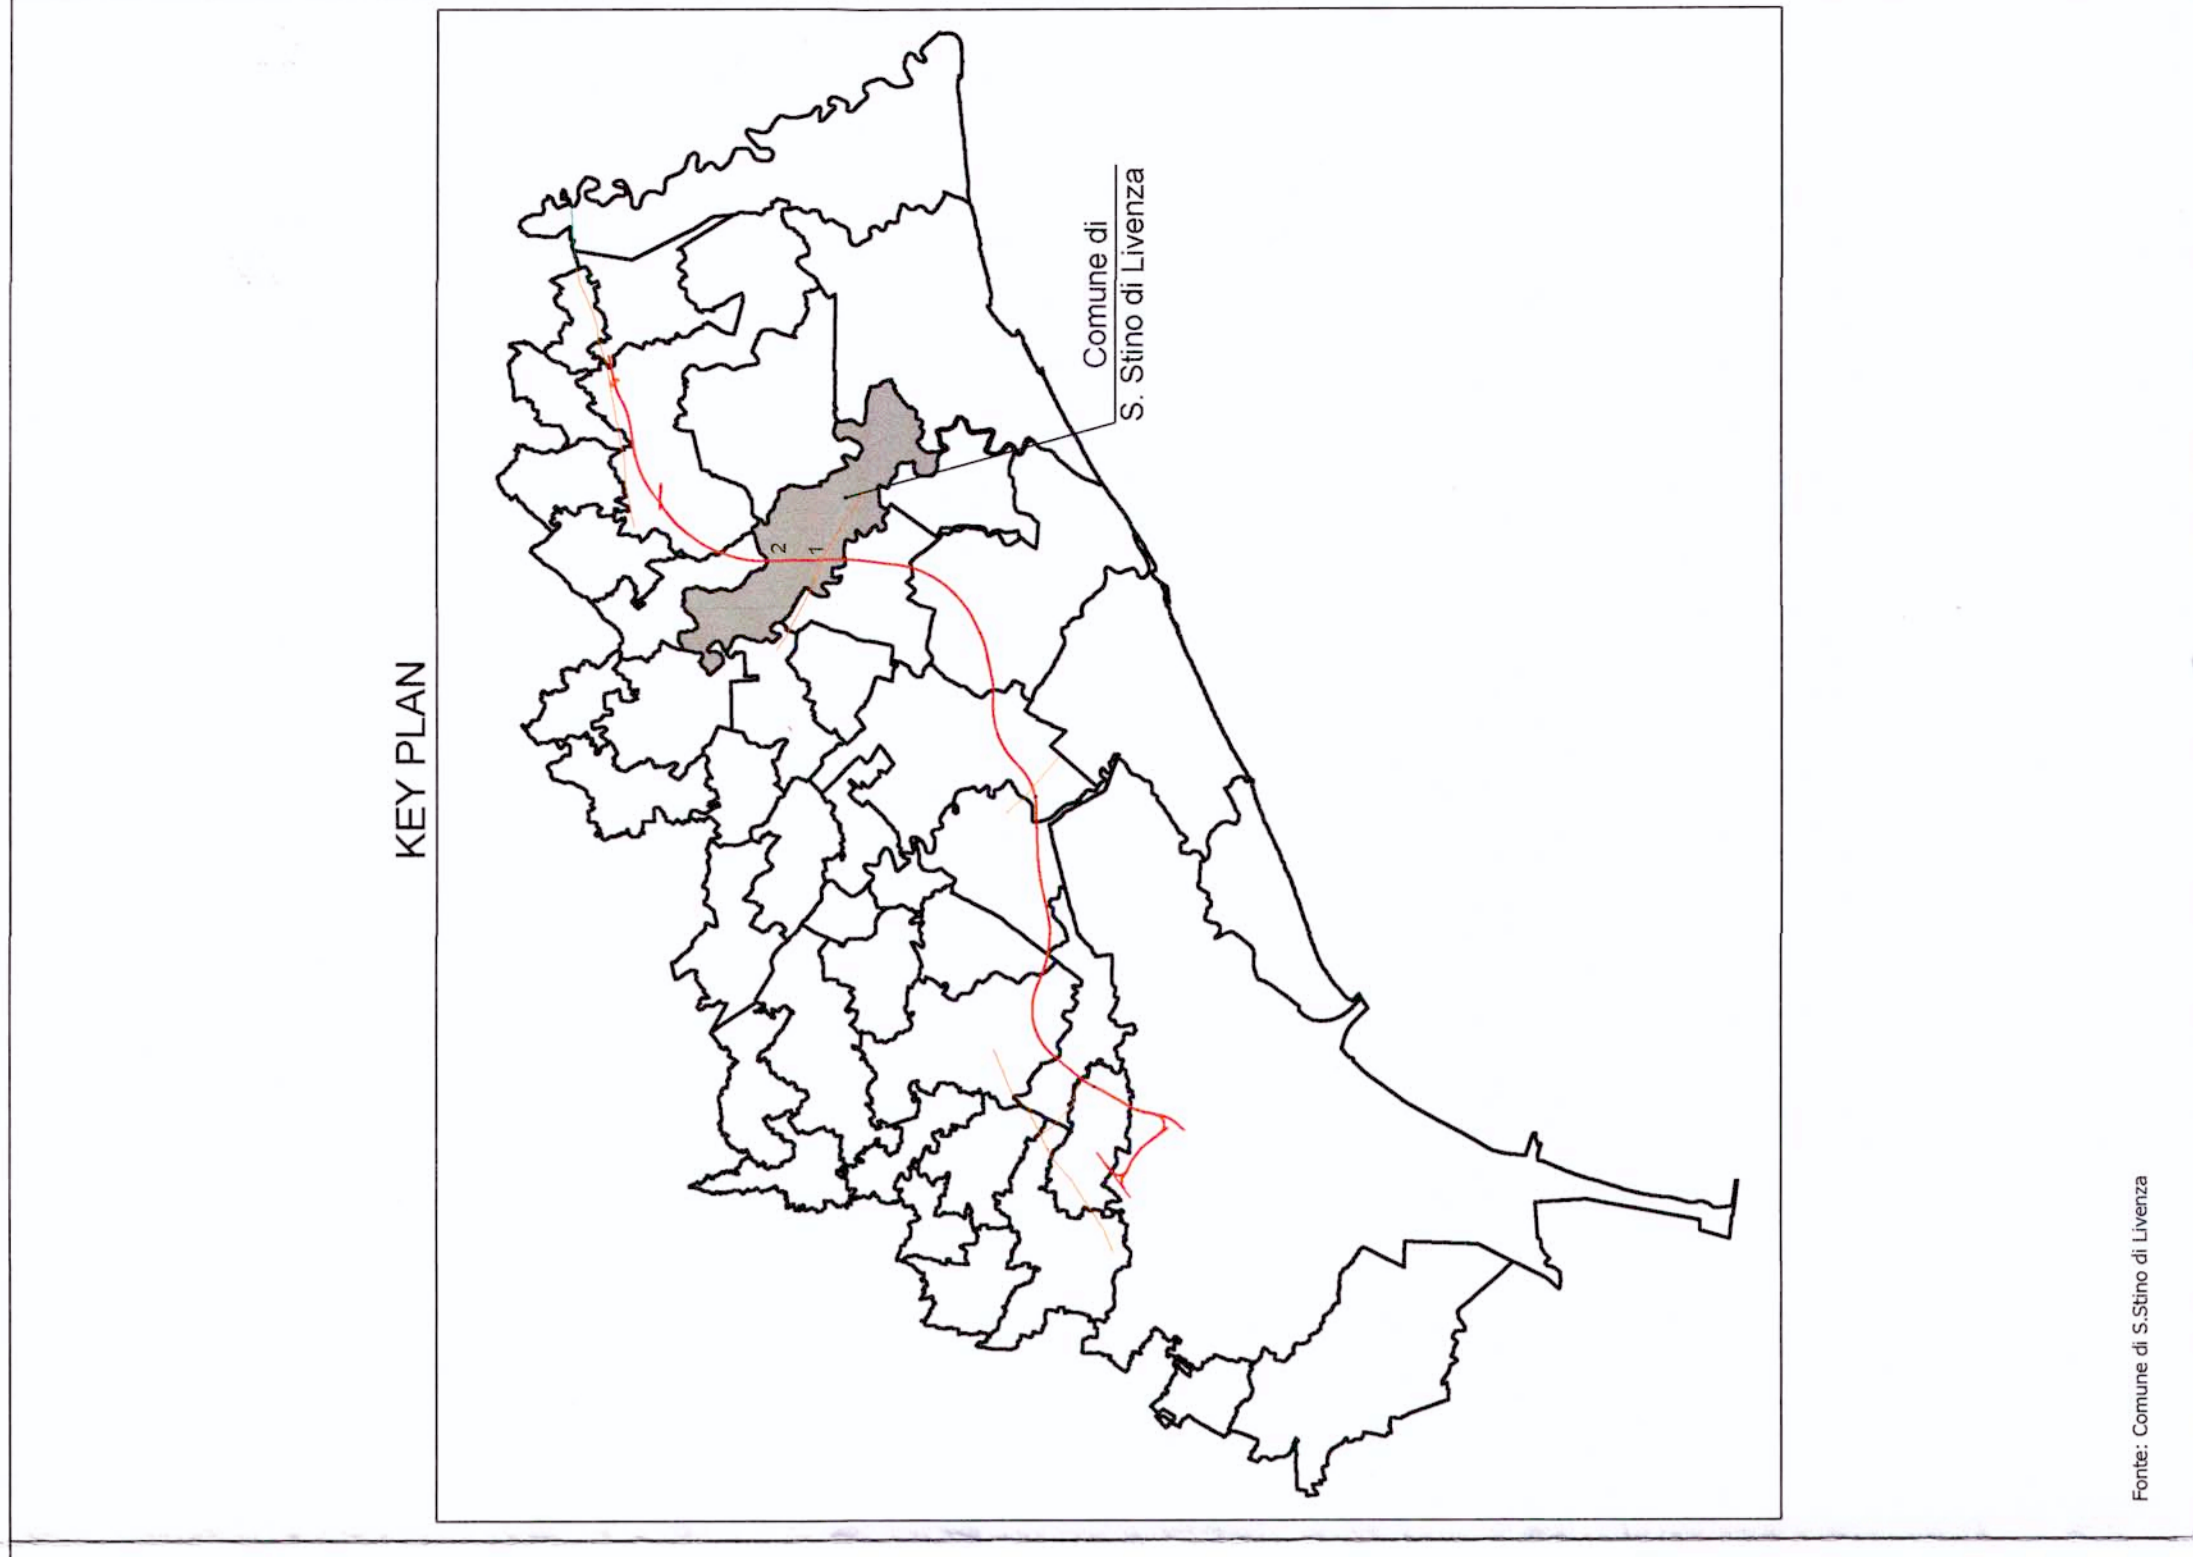 KEY PLAN
2
1
Comune di
S. Stino di Livenza
Fonte: Comune di S.Stino di Livenza